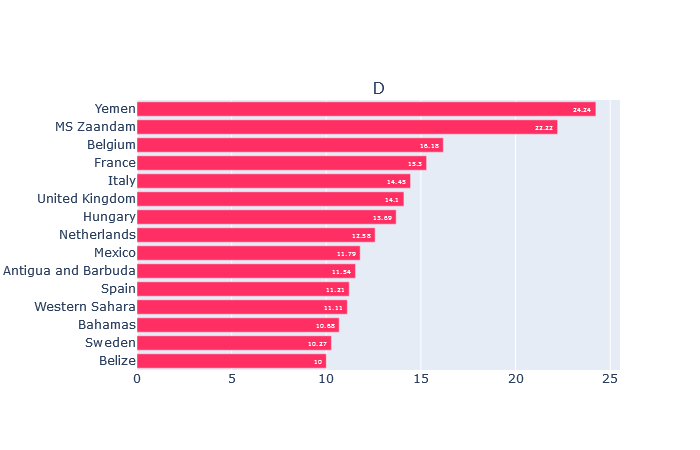 D
Yemen 24.24
MS Zaandam 22.22
Belgium 16.18
France 15.3
Italy 14.45
United Kingdom 14.1
Hungary 13.69
Netherlands 12.58
Mexico 11.79
Antigua and Barbuda 11.54
Spain 11.21
Western Sahara 11.11
Bahamas 10.68
Sweden 10.27
Belize 10
0 5 10 15 20 25